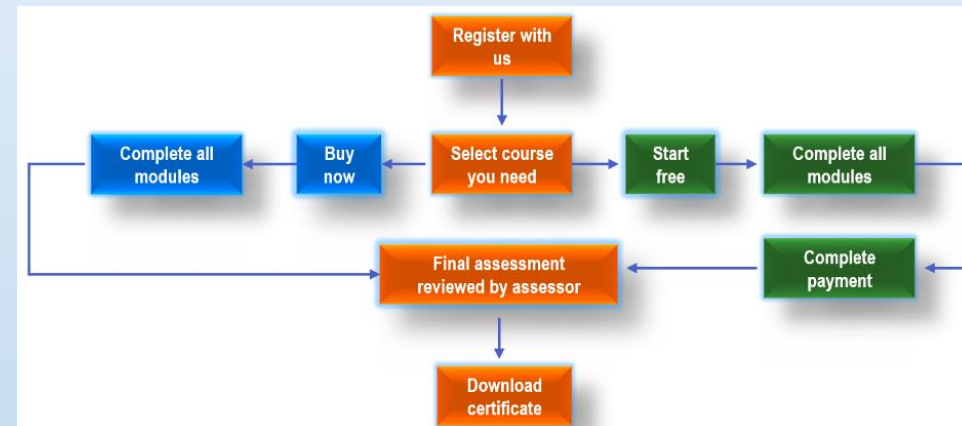 Register with
us
Complete all
modules
Buy
now
Select course
you need
Start
free
Complete all
modules
Final assessment
reviewed by assessor
Complete
payment
Download
certificate